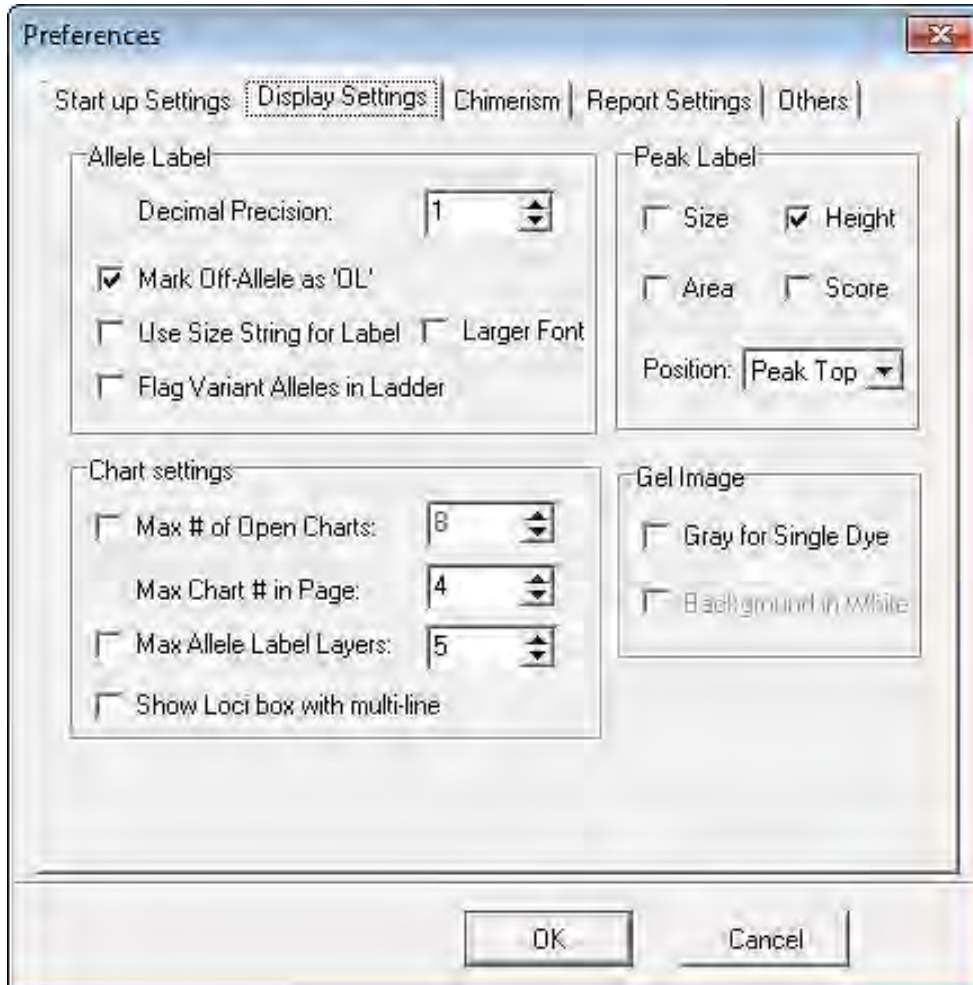 Preferences
Start up Settings Display Settings Chimerism Report Settings Others
Allele Label
Decimal Precision: 1
Mark Off-Allele as 'OL'
Use Size String for Label Larger Font
Flag Variant Alleles in Ladder
Peak Label
Size Height
Area Score
Position: Peak Top
Chart settings
Max # of Open Charts: 8
Max Chart # in Page: 4
Max Allele Label Layers: 5
Show Loci box with multi-line
Gel Image
Gray for Single Dye
Background in White
OK Cancel